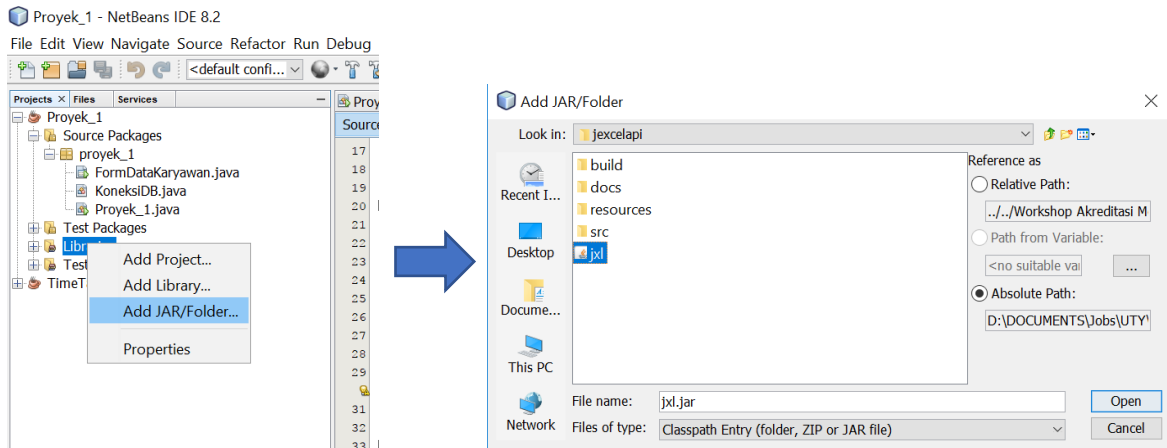 Proyek_1 - NetBeans IDE 8.2
File Edit View Navigate Source Refactor Run Debug
<default confi...
Projects × Files Services
Proyek_1
Source Packages
proyek_1
FormDataKaryawan.java
KoneksiDB.java
Proyek_1.java
Test Packages
TimeT
Add Project...
Add Library...
Add JAR/Folder...
Properties
Proy
Source
17
18
19
20
21
22
23
24
25
26
27
28
29
31
32
33
Add JAR/Folder
Look in: jexcelapi
Recent I...
Desktop
Docume...
This PC
Network
build
docs
resources
src
jxl
Reference as
Relative Path:
../../Workshop Akreditasi M
Path from Variable:
<no suitable val
...
Absolute Path:
D:\DOCUMENTS\Jobs\UTY\
File name: jxl.jar
Open
Files of type: Classpath Entry (folder, ZIP or JAR file)
Cancel